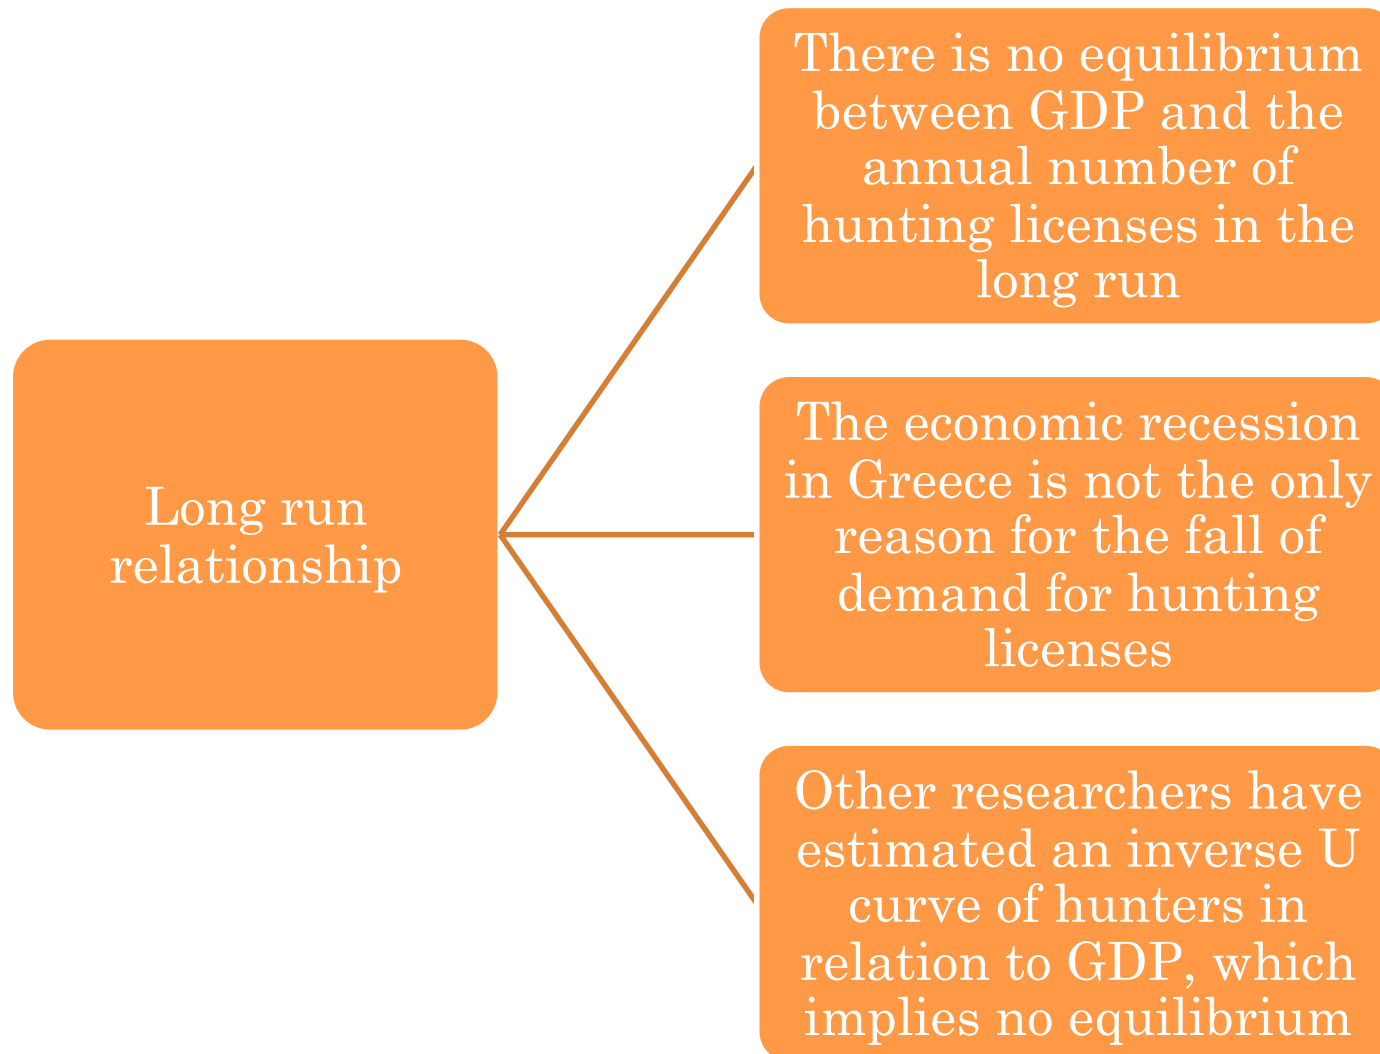 Long run
relationship
There is no equilibrium
between GDP and the
annual number of
hunting licenses in the
long run
The economic recession
in Greece is not the only
reason for the fall of
demand for hunting
licenses
Other researchers have
estimated an inverse U
curve of hunters in
relation to GDP, which
implies no equilibrium